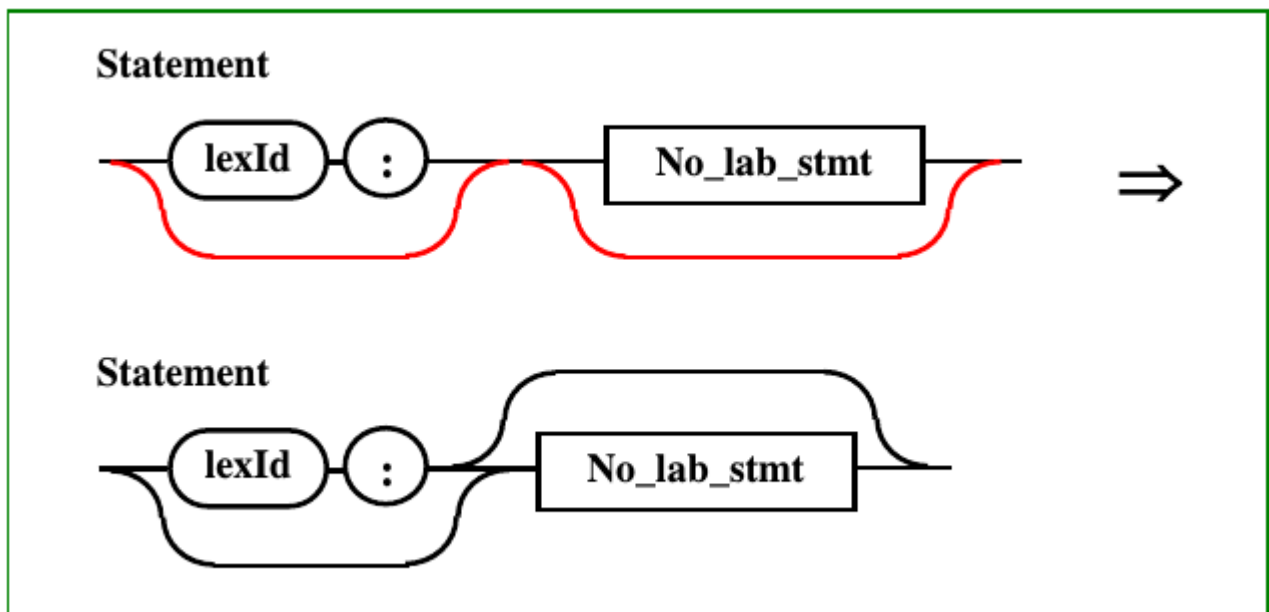 Statement
lexId : No_lab_stmt ⇒
Statement
lexId : No_lab_stmt